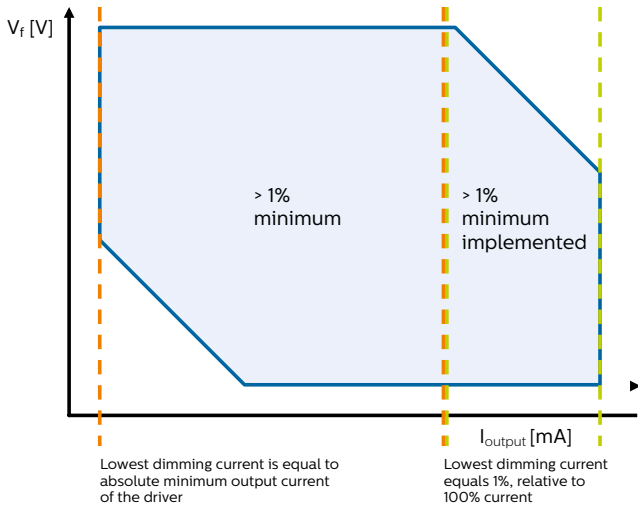 Vf [V]
> 1%
minimum
> 1%
minimum
implemented
Ioutput [mA]
Lowest dimming current is equal to
absolute minimum output current
of the driver
Lowest dimming current
equals 1%, relative to
100% current